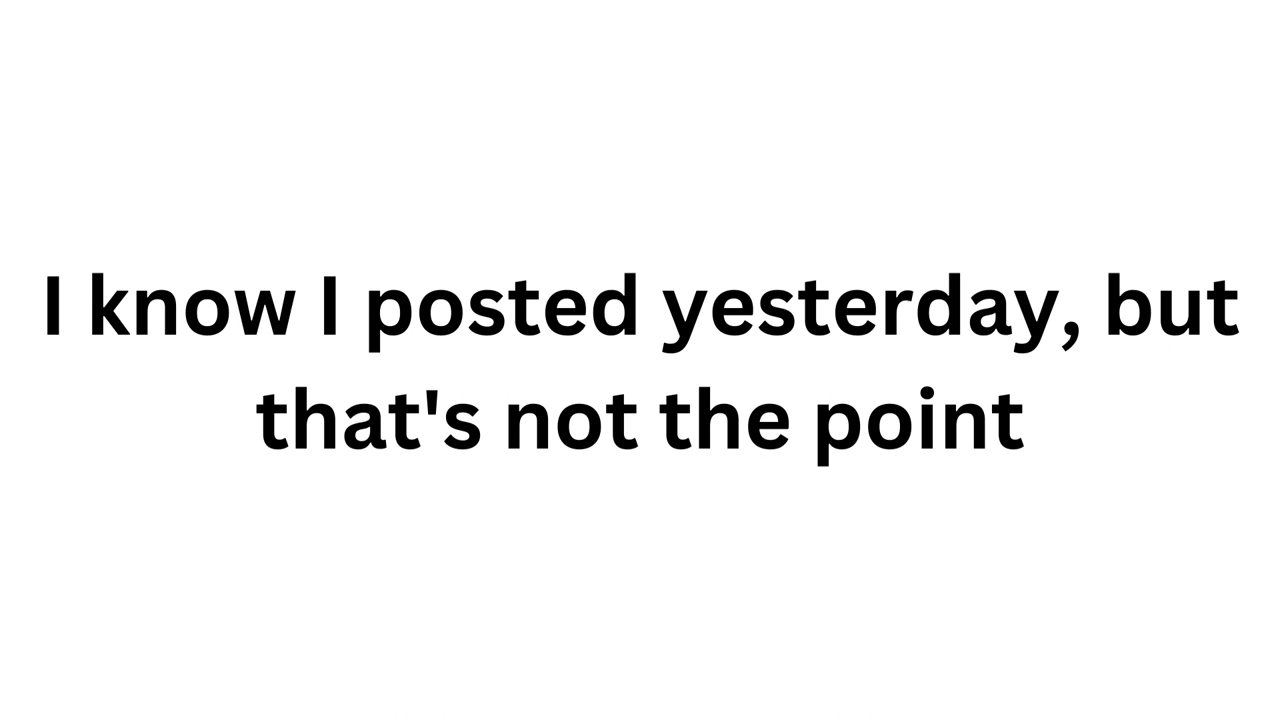 I know I posted yesterday, but
that's not the point